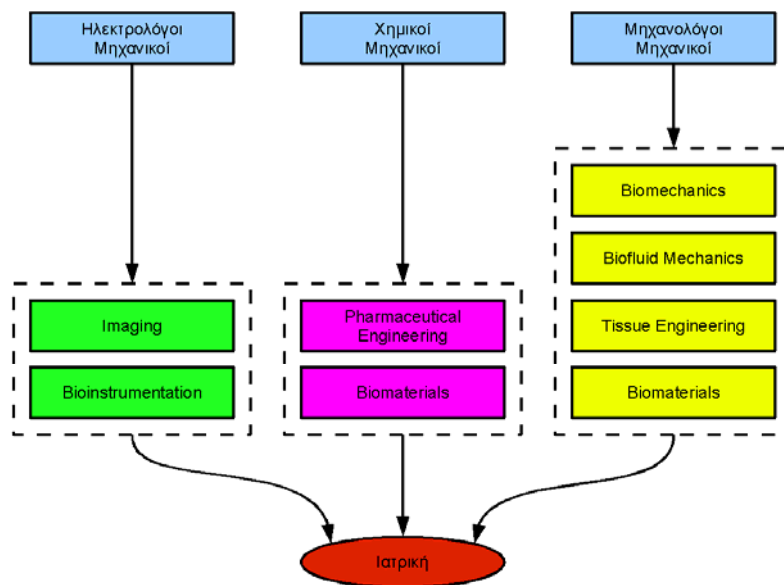 Ηλεκτρολόγοι
Μηχανικοί
Χημικοί
Μηχανικοί
Μηχανολόγοι
Μηχανικοί
Imaging
Bioinstrumentation
Pharmaceutical
Engineering
Biomaterials
Biomechanics
Biofluid Mechanics
Tissue Engineering
Biomaterials
Ιατρική